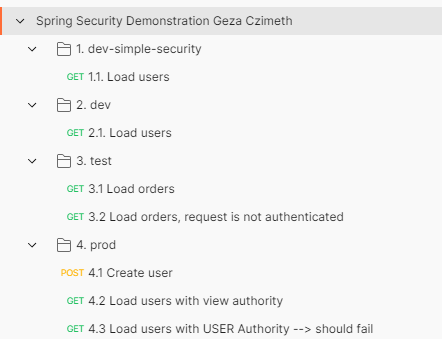 Spring Security Demonstration Geza Czimeth
1. dev-simple-security
GET 1.1. Load users
2. dev
GET 2.1. Load users
3. test
GET 3.1 Load orders
GET 3.2 Load orders, request is not authenticated
4. prod
POST 4.1 Create user
GET 4.2 Load users with view authority
GET 4.3 Load users with USER Authority --> should fail